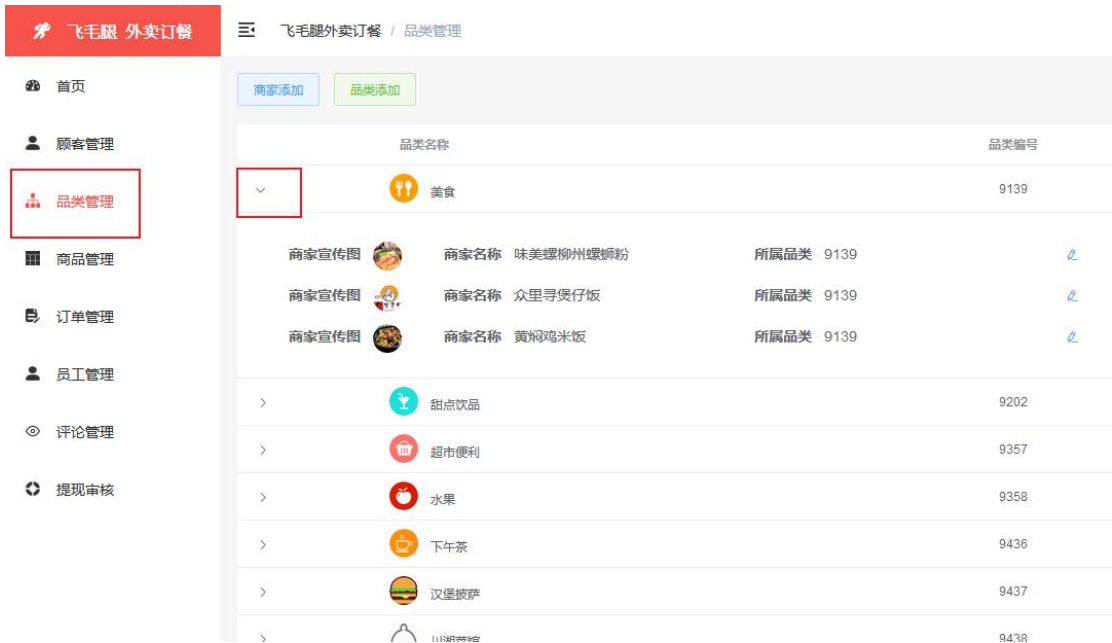 飞毛腿 外卖订餐
飞毛腿外卖订餐 / 品类管理
首页
顾客管理
品类管理
商品管理
订单管理
员工管理
评论管理
提现审核
商家添加 品类添加
品类名称 品类编号
美食 9139
商家宣传图 商家名称 味美螺柳州螺蛳粉 所属品类 9139
商家宣传图 商家名称 众里寻煲仔饭 所属品类 9139
商家宣传图 商家名称 黄焖鸡米饭 所属品类 9139
甜点饮品 9202
超市便利 9357
水果 9358
下午茶 9436
汉堡披萨 9437
川湘菜馆 9438